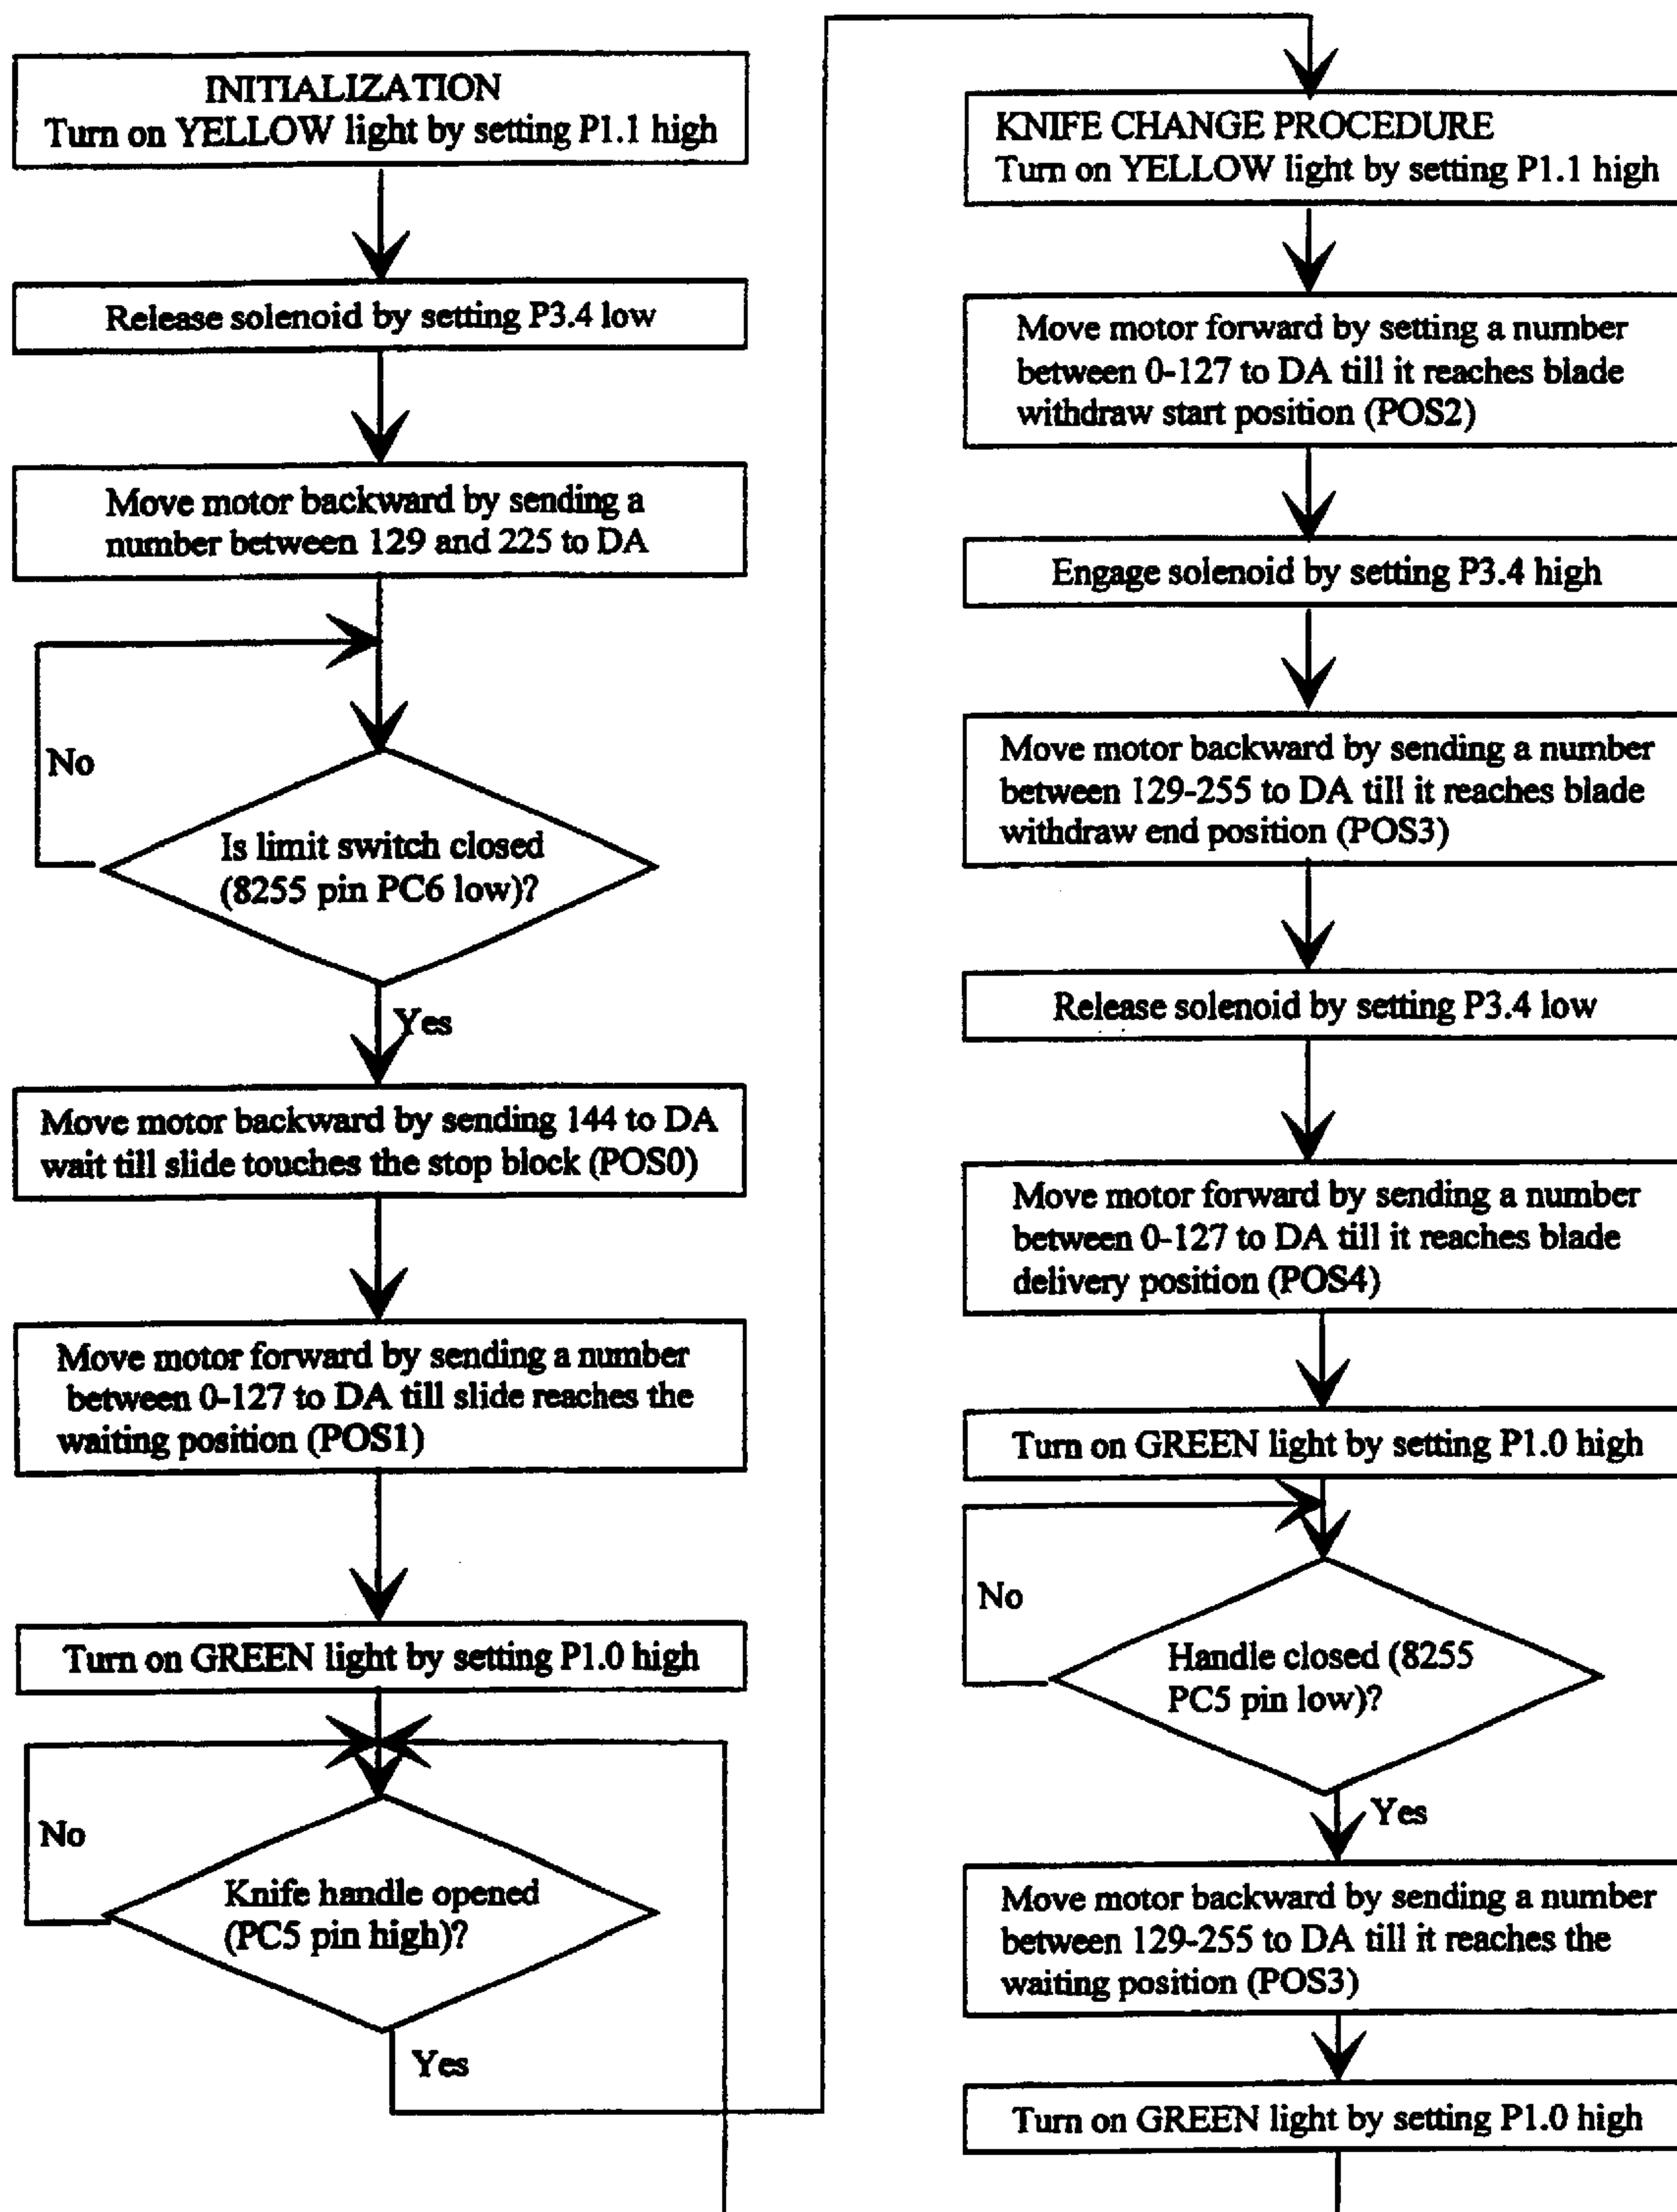 INITIALIZATION
Turn on YELLOW light by setting P1.1 high
Release solenoid by setting P3.4 low
Move motor backward by sending a
number between 129 and 225 to DA
No
Is limit switch closed
(8255 pin PC6 low)?
Yes
Move motor backward by sending 144 to DA
wait till slide touches the stop block (POS0)
Move motor forward by sending a number
between 0-127 to DA till slide reaches the
waiting position (POS1)
Turn on GREEN light by setting P1.0 high
No
Knife handle opened
(PC5 pin high)?
Yes
KNIFE CHANGE PROCEDURE
Turn on YELLOW light by setting P1.1 high
Move motor forward by setting a number
between 0-127 to DA till it reaches blade
withdraw start position (POS2)
Engage solenoid by setting P3.4 high
Move motor backward by sending a number
between 129-255 to DA till it reaches blade
withdraw end position (POS3)
Release solenoid by setting P3.4 low
Move motor forward by sending a number
between 0-127 to DA till it reaches blade
delivery position (POS4)
Turn on GREEN light by setting P1.0 high
No
Handle closed (8255
PC5 pin low)?
Yes
Move motor backward by sending a number
between 129-255 to DA till it reaches the
waiting position (POS3)
Turn on GREEN light by setting P1.0 high